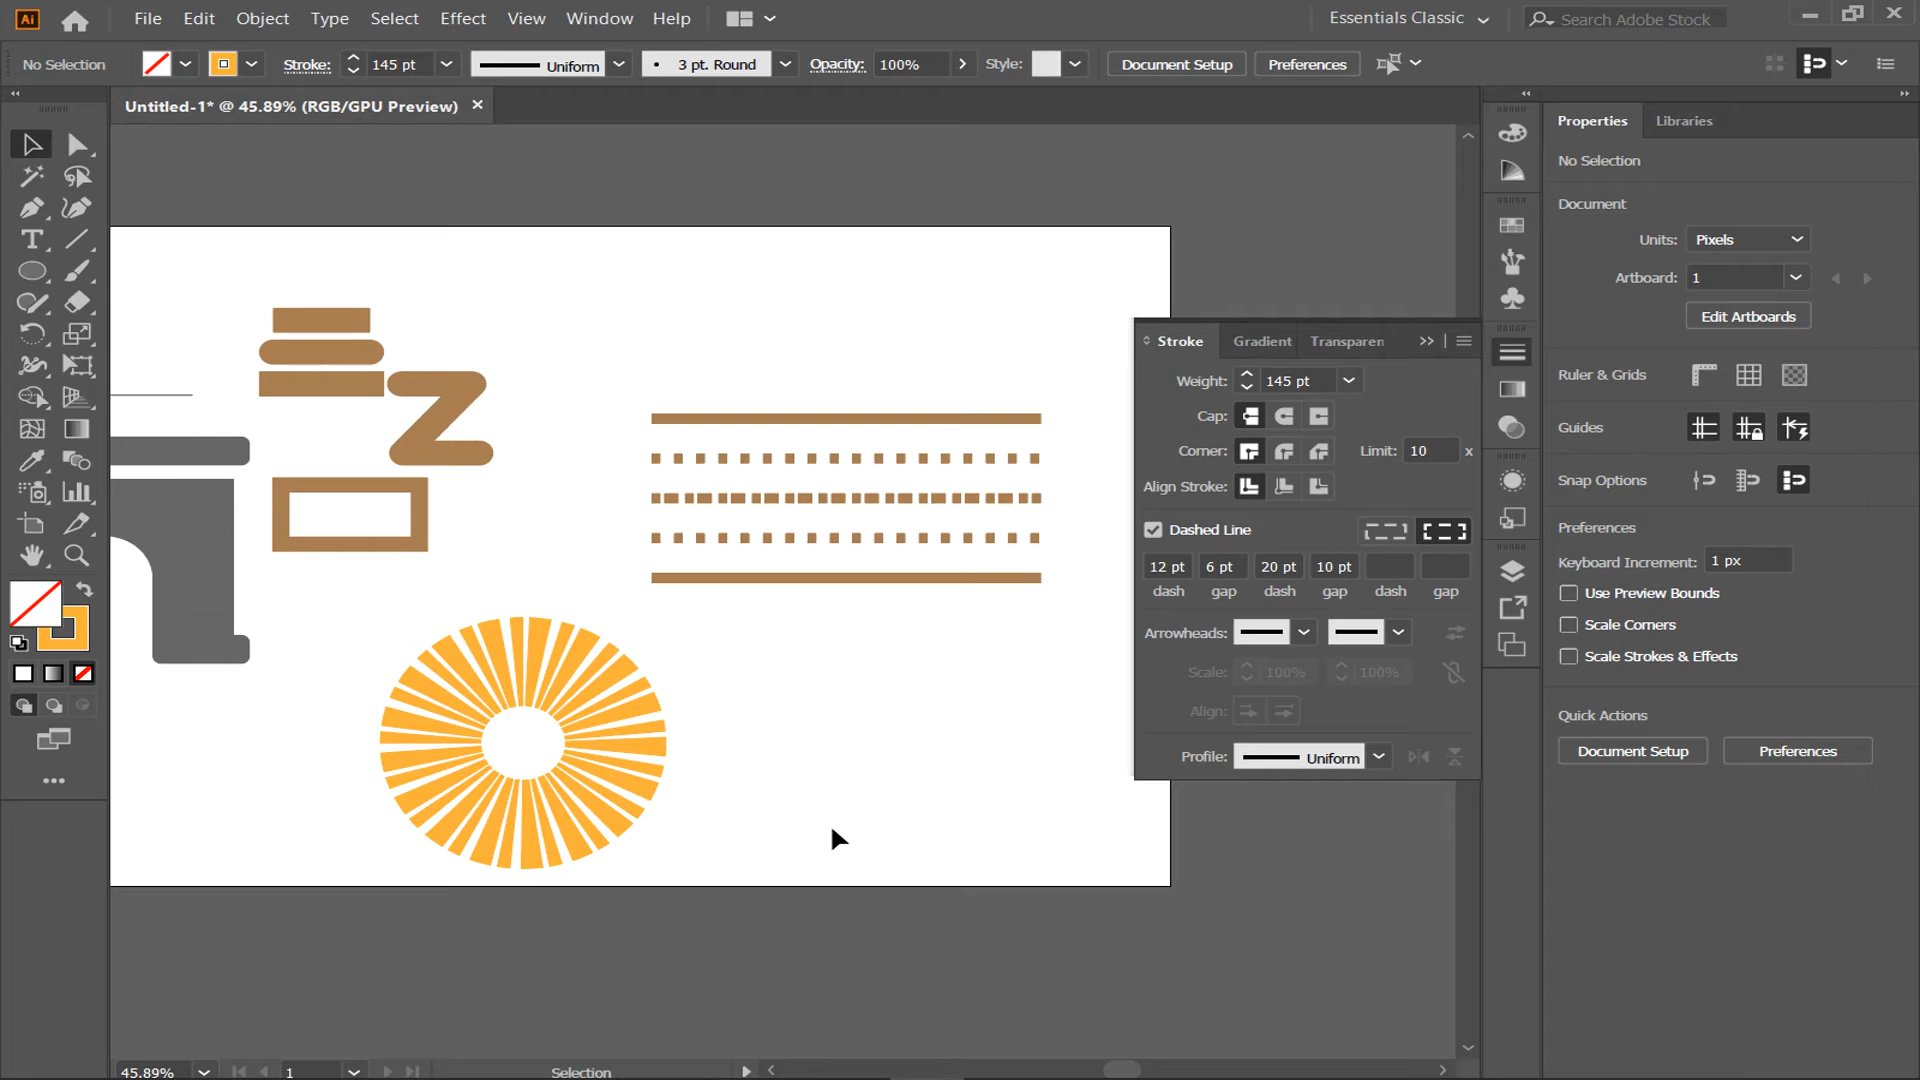 Ai File Edit Object Type Select Effect View Window Help Essentials Classic Search Adobe Stock
No Selection Stroke: 145 pt Uniform 3 pt. Round Opacity: 100% Style: Document Setup Preferences
Untitled-1* @ 45.89% (RGB/GPU Preview)
Properties Libraries
No Selection
Document
Units: Pixels
Artboard: 1
Edit Artboards
Ruler & Grids
Guides
Snap Options
Preferences
Keyboard Increment: 1 px
Use Preview Bounds
Scale Corners
Scale Strokes & Effects
Quick Actions
Document Setup Preferences
Stroke Gradient Transparen
Weight: 145 pt
Cap:
Corner: Limit: 10 x
Align Stroke:
Dashed Line
12 pt 6 pt 20 pt 10 pt
dash gap dash gap dash gap
Arrowheads:
Scale: 100% 100%
Align:
Profile: Uniform
45.89% 1 Selection